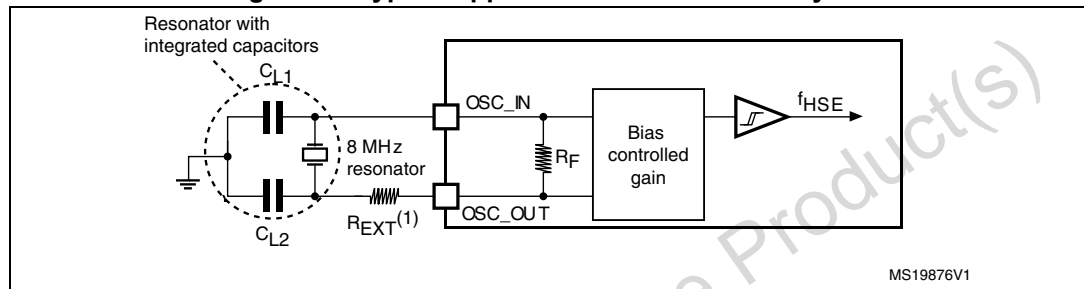 Resonator with
integrated capacitors
CL1
OSC_IN
fHSE
8 MHz
resonator
RF
Bias
controlled
gain
REXT(1)
OSC_OUT
CL2
Product(s)
MS19876V1